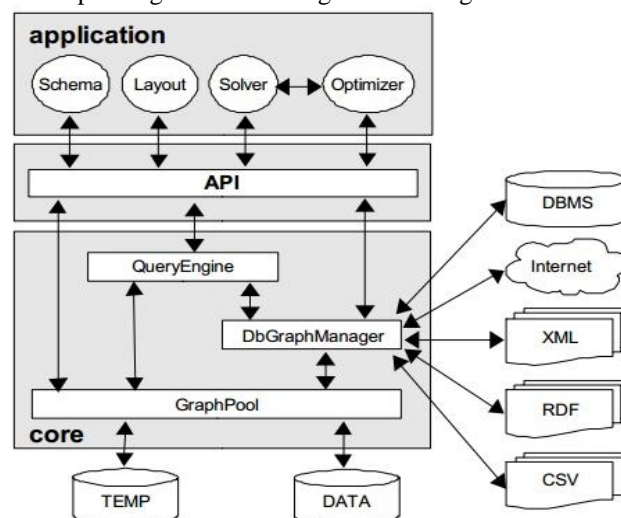 application
Schema
Layout
Solver
Optimizer
API
DBMS
QueryEngine
Internet
DbGraphManager
XML
GraphPool
RDF
core
CSV
TEMP
DATA